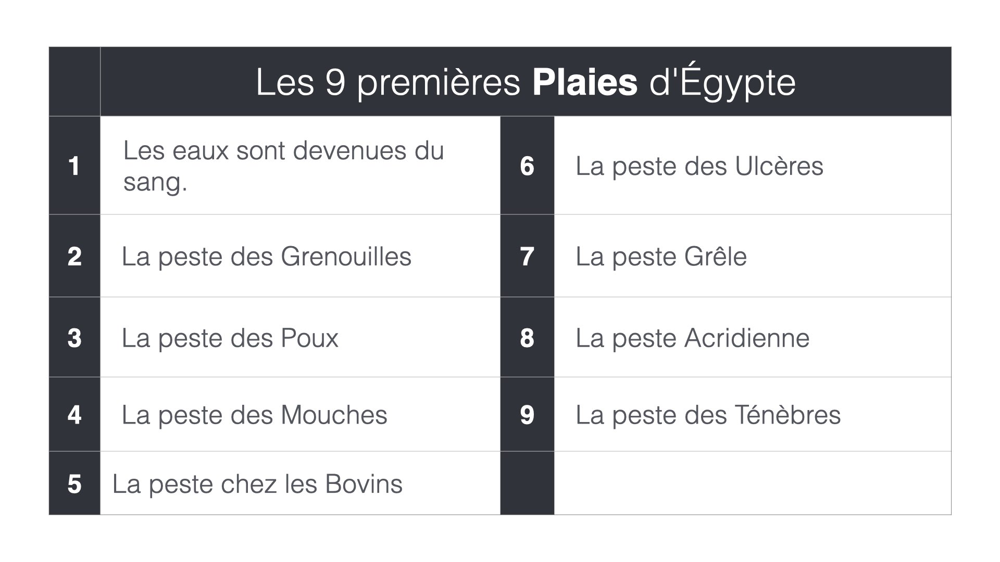 Les 9 premières Plaies d'Égypte
1
Les eaux sont devenues du
sang.
6
La peste des Ulcères
2
La peste des Grenouilles
7
La peste Grêle
3
La peste des Poux
8
La peste Acridienne
4
La peste des Mouches
9
La peste des Ténèbres
5
La peste chez les Bovins